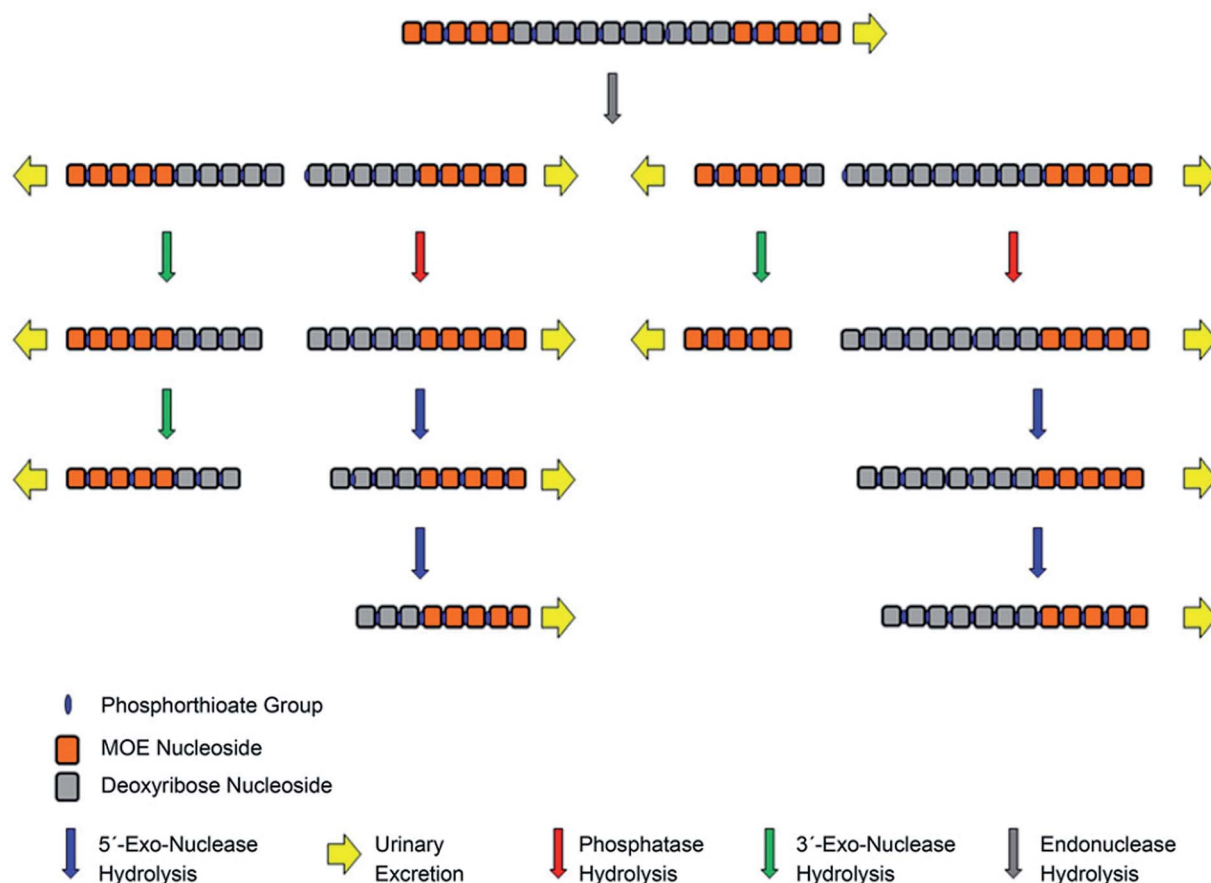 Phosphorthioate Group
MOE Nucleoside
Deoxyribose Nucleoside
5´-Exo-Nuclease
Hydrolysis
Urinary
Excretion
Phosphatase
Hydrolysis
3´-Exo-Nuclease
Hydrolysis
Endonuclease
Hydrolysis